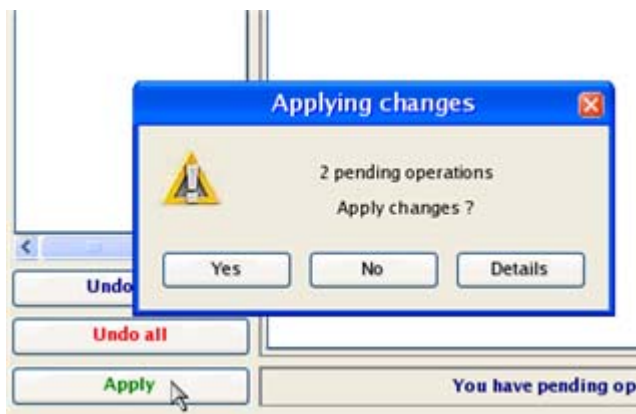 Applying changes
2 pending operations
Apply changes ?
Yes
No
Details
Undo
Undo all
Apply
You have pending op